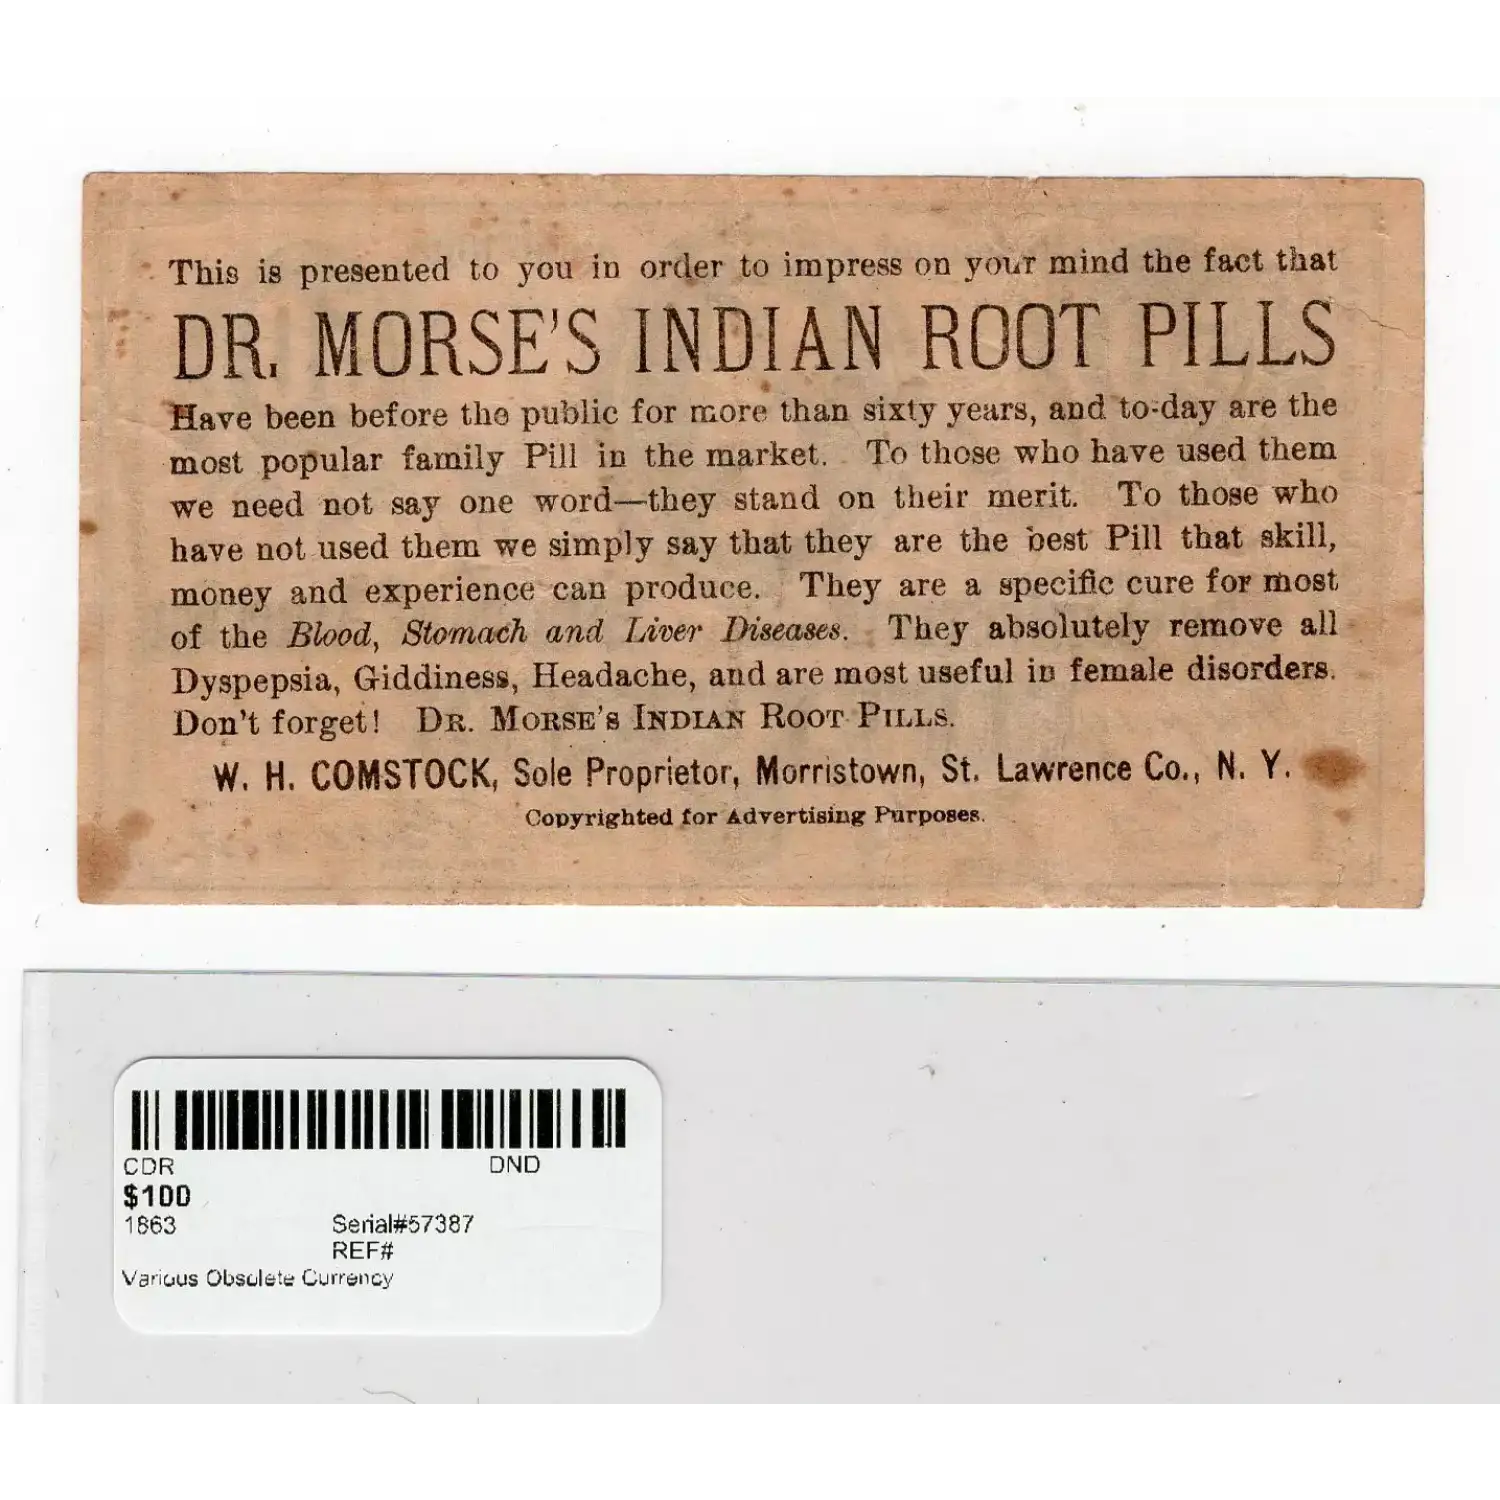 This is presented to you in order to impress on your mind the fact that
DR. MORSE'S INDIAN ROOT PILLS
Have been before the public for more than sixty years, and to-day are the
most popular family Pill in the market. To those who have used them
we need not say one word—they stand on their merit. To those who
have not used them we simply say that they are the best Pill that skill,
money and experience can produce. They are a specific cure for most
of the Blood, Stomach and Liver Diseases. They absolutely remove all
Dyspepsia, Giddiness, Headache, and are most useful in female disorders.
Don't forget! DR. MORSE'S INDIAN ROOT PILLS.
W. H. COMSTOCK, Sole Proprietor, Morristown, St. Lawrence Co., N. Y.
Copyrighted for Advertising Purposes.
CDR DND
$100
1863 Serial#57387
REF#
Various Obsolete Currency